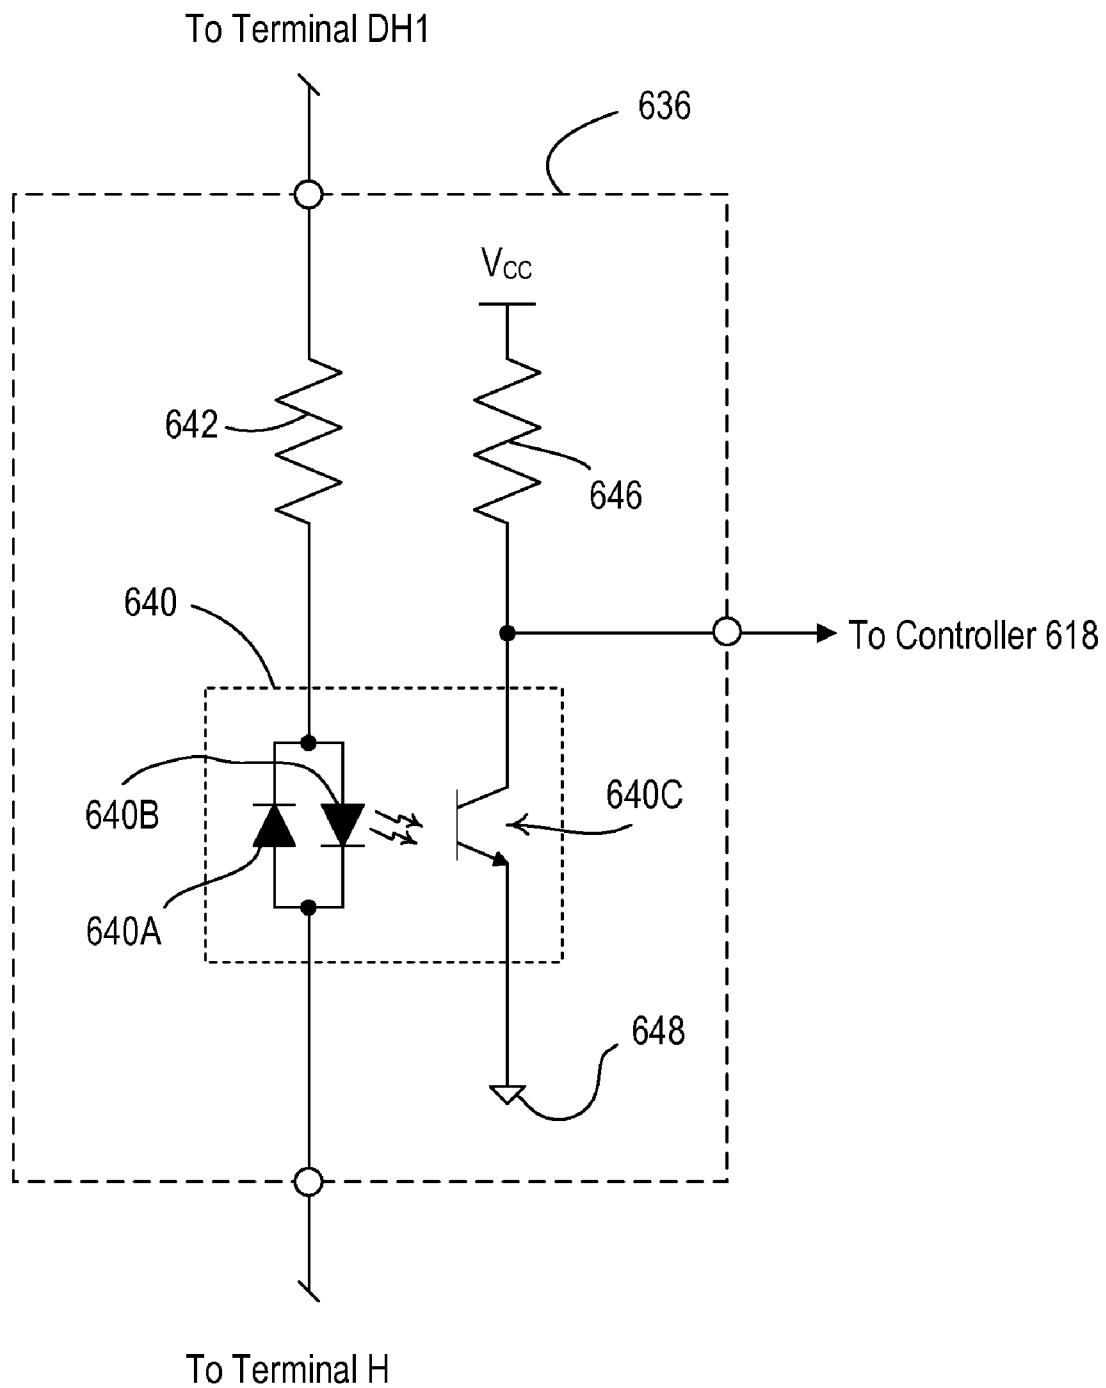 To Terminal DH1
636
VCC
642
646
640
To Controller 618
640B
640C
640A
648
To Terminal H